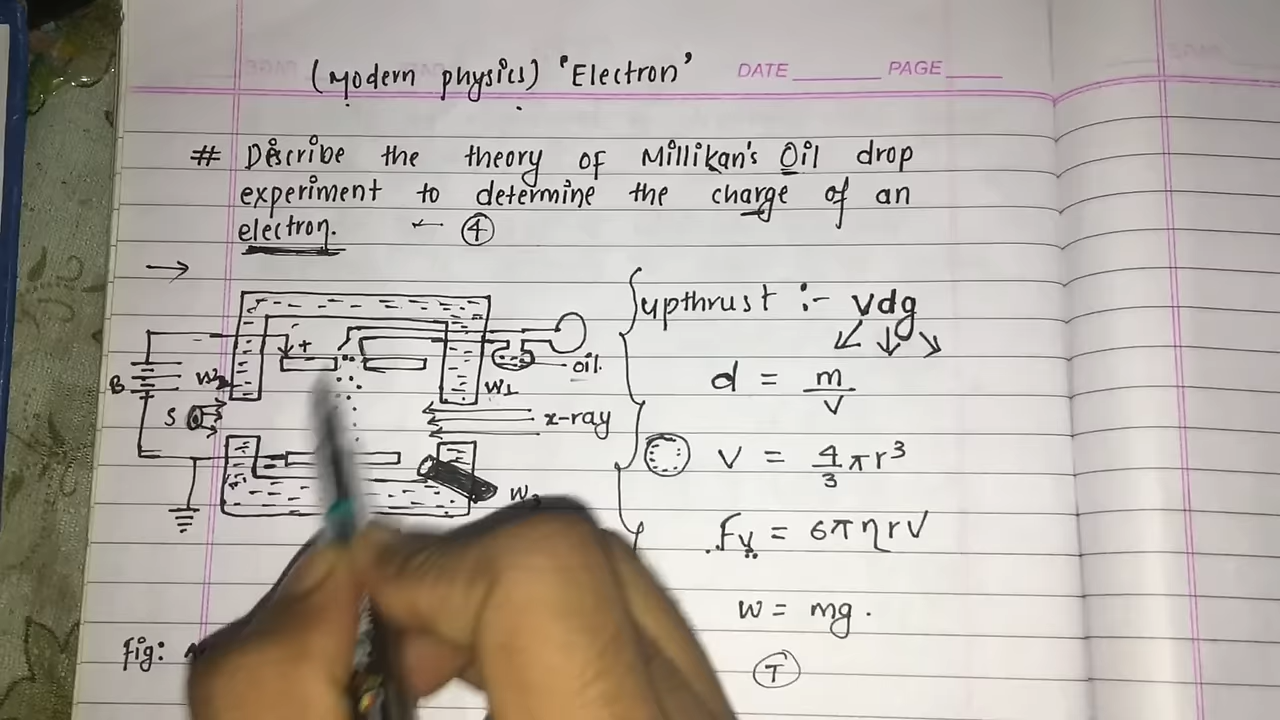 (Modern physics) 'Electron'
DATE PAGE
# Describe the theory of Millikan's Oil drop
experiment to determine the charge of an
electron. ← ④
→
+
oil.
B
W₁
S
x-ray
Fig:
upthrust :- vdg
d = m/v
V = 4/3 πr³
Fv = 6πηrV
W = mg.
T